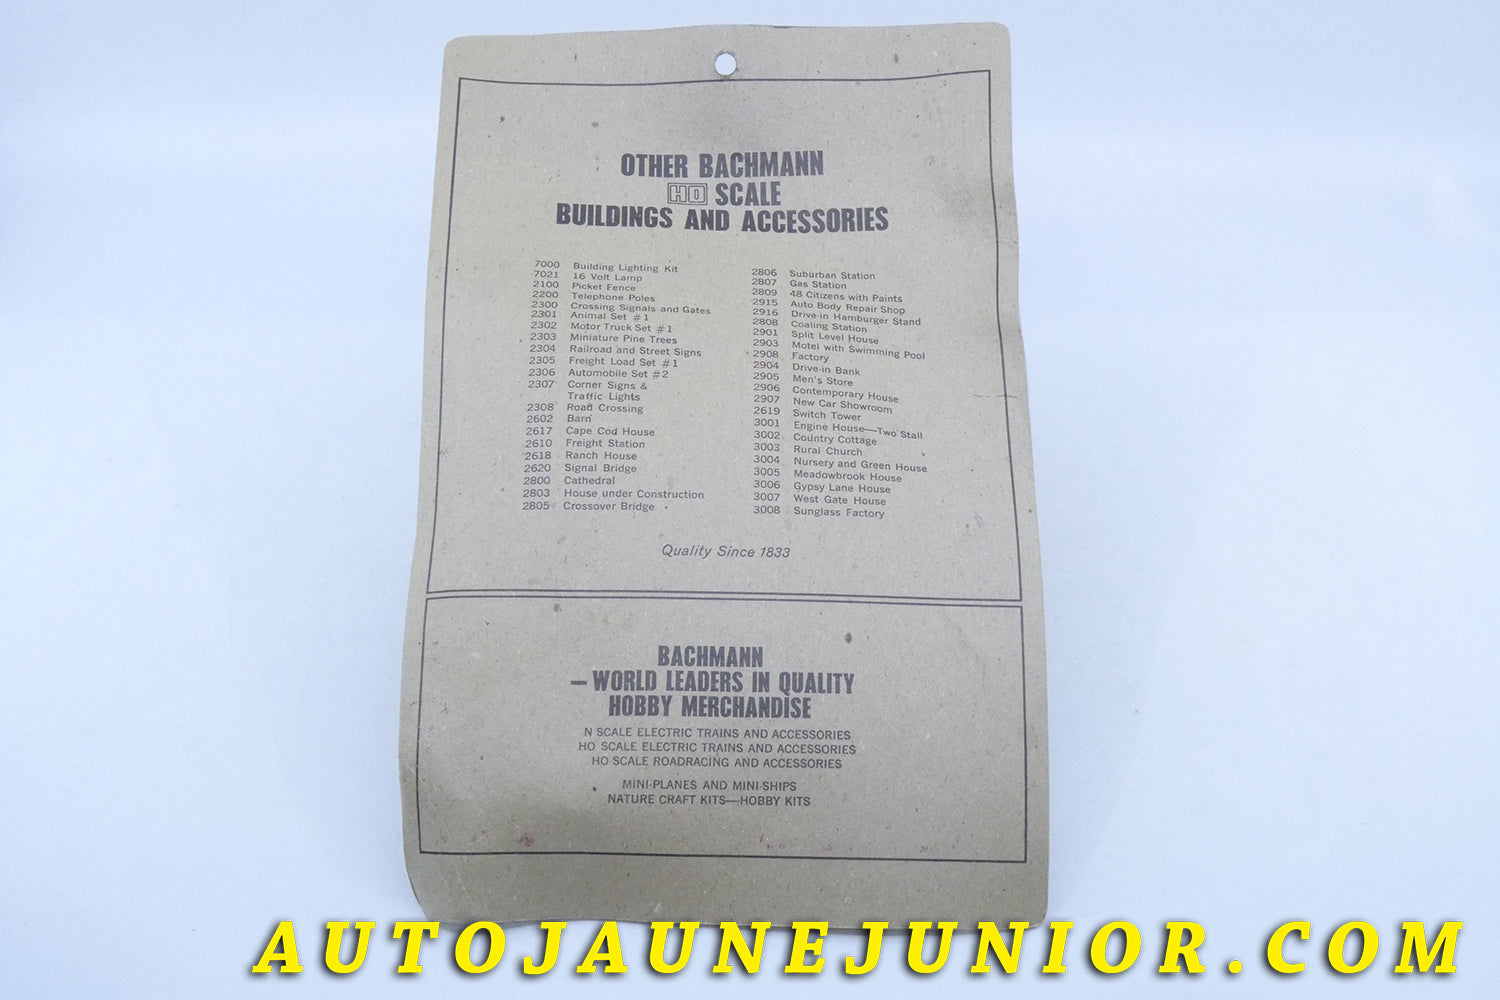 OTHER BACHMANN
HO SCALE
BUILDINGS AND ACCESSORIES
7000 Building Lighting Kit
7021 16 Volt Lamp
2100 Picket Fence
2200 Telephone Poles
2300 Crossing Signals and Gates
2301 Animal Set #1
2302 Motor Truck Set #1
2303 Miniature Pine Trees
2304 Railroad and Street Signs
2305 Freight Load Set #1
2306 Automobile Set #2
2307 Corner Signs &
Traffic Lights
2308 Road Crossing
2602 Barn
2617 Cape Cod House
2610 Freight Station
2618 Ranch House
2620 Signal Bridge
2800 Cathedral
2803 House under Construction
2805 Crossover Bridge
2806 Suburban Station
2807 Gas Station
2809 48 Citizens with Paints
2915 Auto Body Repair Shop
2916 Drive-in Hamburger Stand
2808 Coaling Station
2901 Split Level House
2903 Motel with Swimming Pool
2908 Factory
2904 Drive-in Bank
2905 Men's Store
2906 Contemporary House
2907 New Car Showroom
2619 Switch Tower
3001 Engine House—Two Stall
3002 Country Cottage
3003 Rural Church
3004 Nursery and Green House
3005 Meadowbrook House
3006 Gypsy Lane House
3007 West Gate House
3008 Sunglass Factory
Quality Since 1833
BACHMANN
– WORLD LEADERS IN QUALITY
HOBBY MERCHANDISE
N SCALE ELECTRIC TRAINS AND ACCESSORIES
HO SCALE ELECTRIC TRAINS AND ACCESSORIES
HO SCALE ROADRACING AND ACCESSORIES
MINI-PLANES AND MINI-SHIPS
NATURE CRAFT KITS—HOBBY KITS
AUTOJAUNEJUNIOR.COM